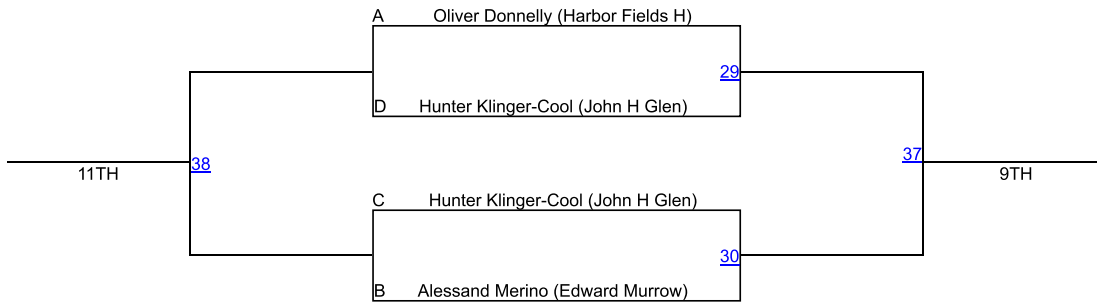 A Oliver Donnelly (Harbor Fields H)
29
D Hunter Klinger-Cool (John H Glen)
38
37
11TH
9TH
C Hunter Klinger-Cool (John H Glen)
30
B Alessand Merino (Edward Murrow)